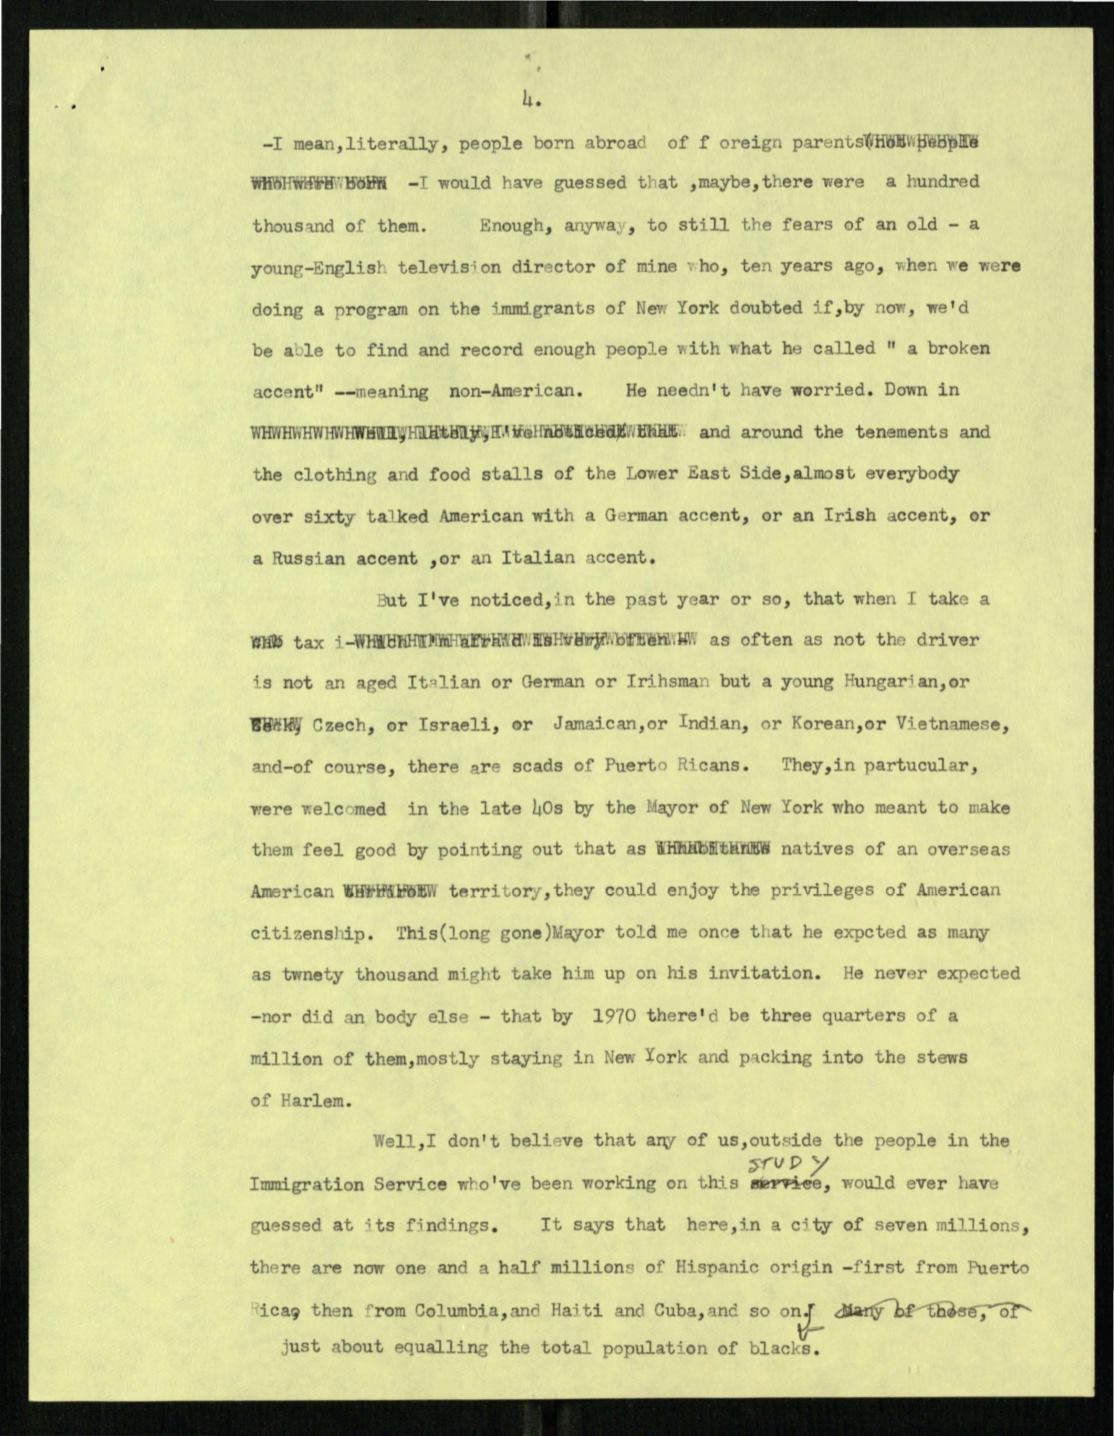 4.
-I mean,literally, people born abroad of f oreign parents
-I would have guessed that ,maybe,there were a hundred
thousand of them. Enough, anyway, to still the fears of an old - a
young-English television director of mine who, ten years ago, when we were
doing a program on the immigrants of New York doubted if,by now, we'd
be able to find and record enough people with what he called " a broken
accent" --meaning non-American. He needn't have worried. Down in
Well, lately, I've noticed, that and around the tenements and
the clothing and food stalls of the Lower East Side,almost everybody
over sixty talked American with a German accent, or an Irish accent, or
a Russian accent ,or an Italian accent.
But I've noticed,in the past year or so, that when I take a
tax i- as often as not the driver
is not an aged Italian or German or Irihsman but a young Hungarian,or
Czech, or Israeli, or Jamaican,or Indian, or Korean,or Vietnamese,
and-of course, there are scads of Puerto Ricans. They,in partucular,
were welcomed in the late 40s by the Mayor of New York who meant to make
them feel good by pointing out that as inhabitants natives of an overseas
American territory,they could enjoy the privileges of American
citizenship. This(long gone)Mayor told me once that he expcted as many
as twnety thousand might take him up on his invitation. He never expected
-nor did an body else - that by 1970 there'd be three quarters of a
million of them,mostly staying in New York and packing into the stews
of Harlem.
Well,I don't believe that any of us,outside the people in the
STUDY
Immigration Service who've been working on this service, would ever have
guessed at its findings. It says that here,in a city of seven millions,
there are now one and a half millions of Hispanic origin -first from Puerto
Rica, then from Columbia,and Haiti and Cuba,and so on. Many of these, of
just about equalling the total population of blacks.